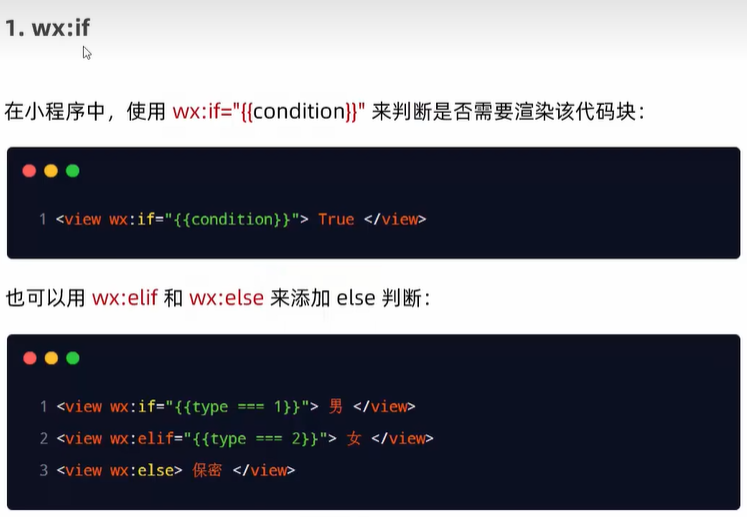 1. wx:if
在小程序中，使用 wx:if="{{condition}}" 来判断是否需要渲染该代码块：
1 <view wx:if="{{condition}}"> True </view>
也可以用 wx:elif 和 wx:else 来添加 else 判断：
1 <view wx:if="{{type === 1}}"> 男 </view>
2 <view wx:elif="{{type === 2}}"> 女 </view>
3 <view wx:else> 保密 </view>